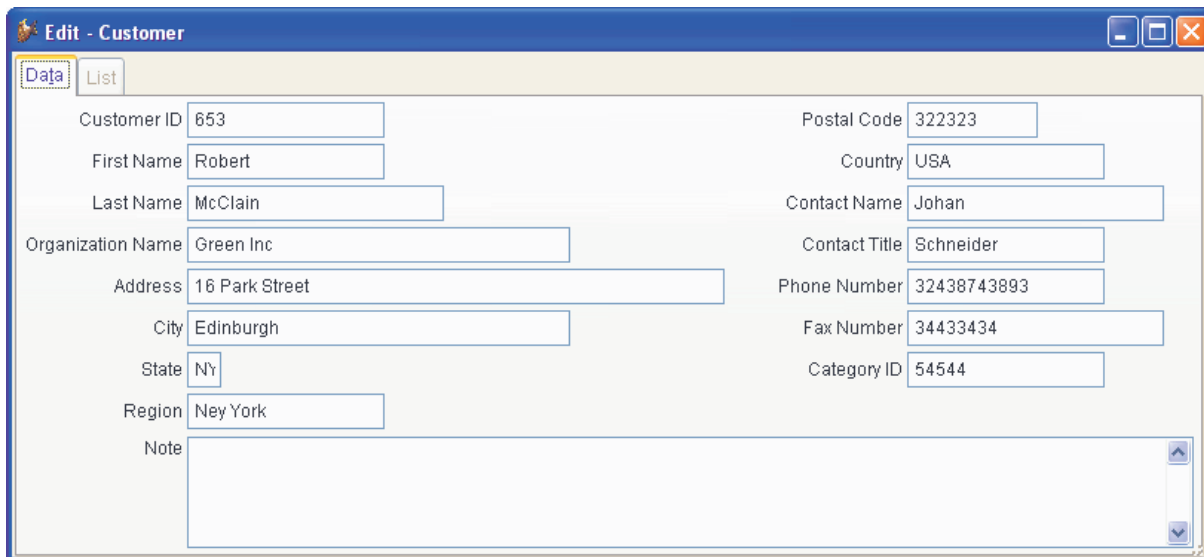 Edit - Customer
Data List
Customer ID 653
First Name Robert
Last Name McClain
Organization Name Green Inc
Address 16 Park Street
City Edinburgh
State NY
Region Ney York
Note
Postal Code 322323
Country USA
Contact Name Johan
Contact Title Schneider
Phone Number 32438743893
Fax Number 34433434
Category ID 54544